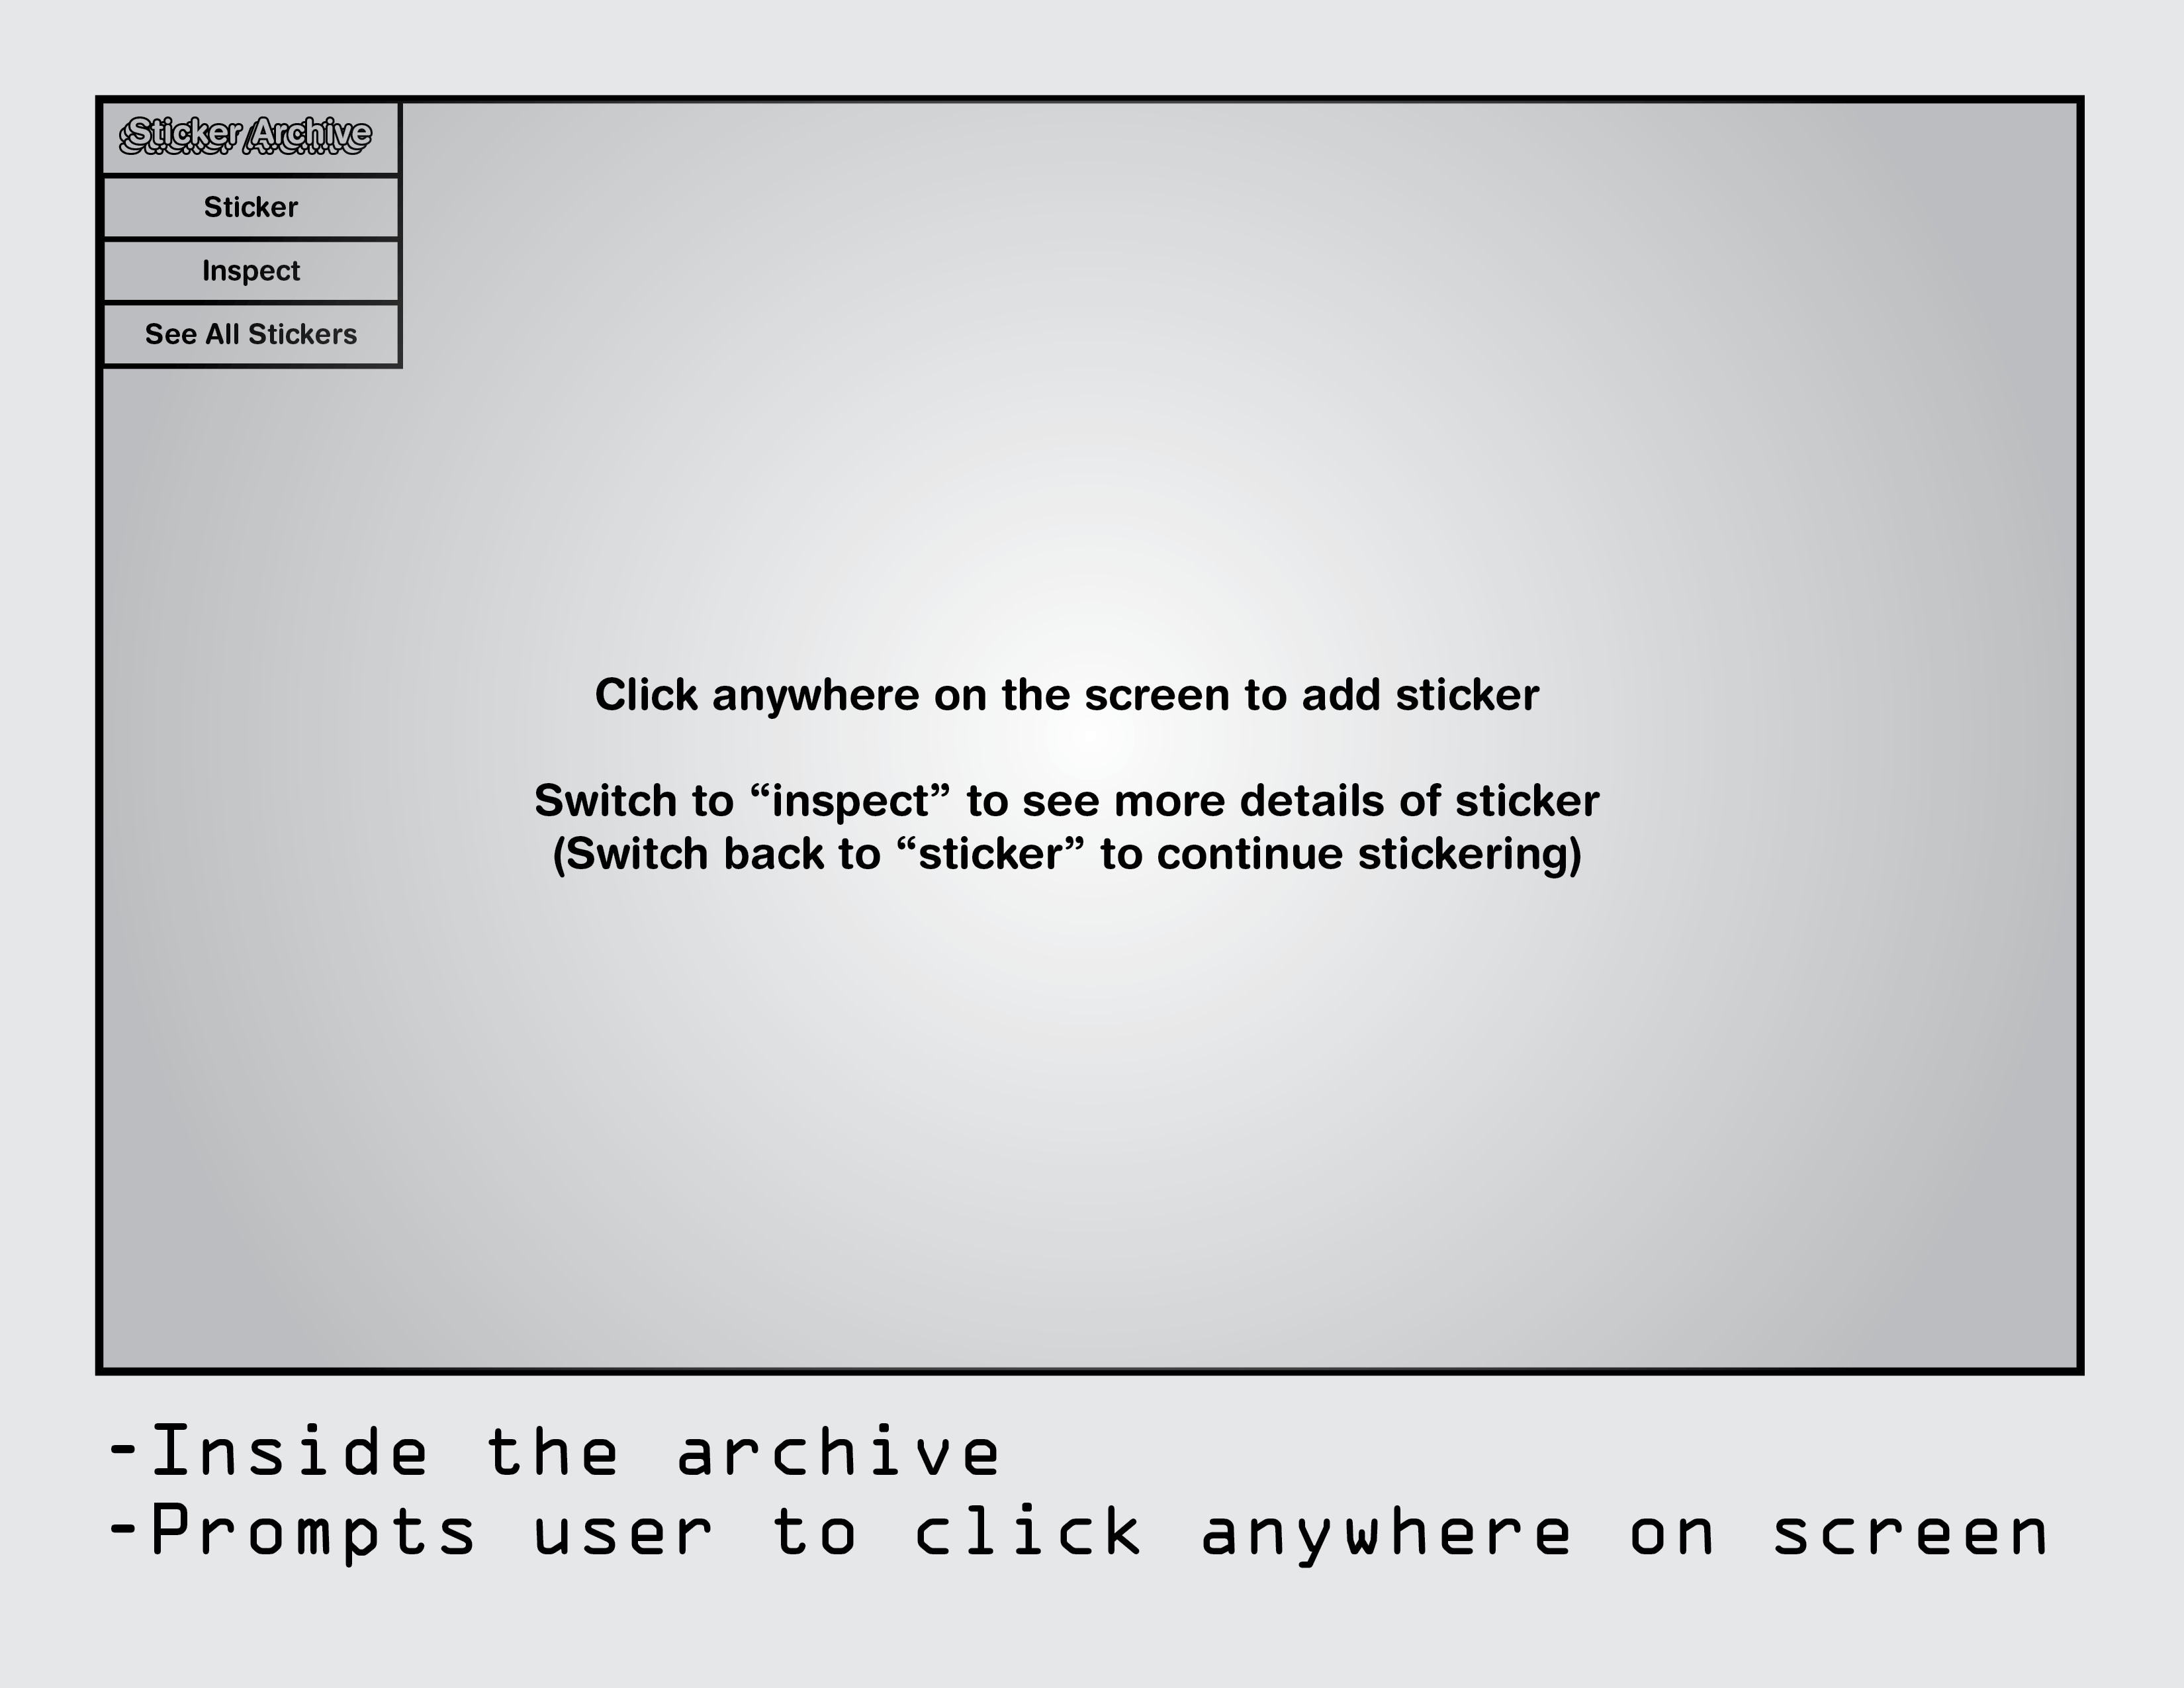 Sticker Archive
Sticker
Inspect
See All Stickers
Click anywhere on the screen to add sticker
Switch to “inspect” to see more details of sticker
(Switch back to “sticker” to continue stickering)
-Inside the archive
-Prompts user to click anywhere on screen